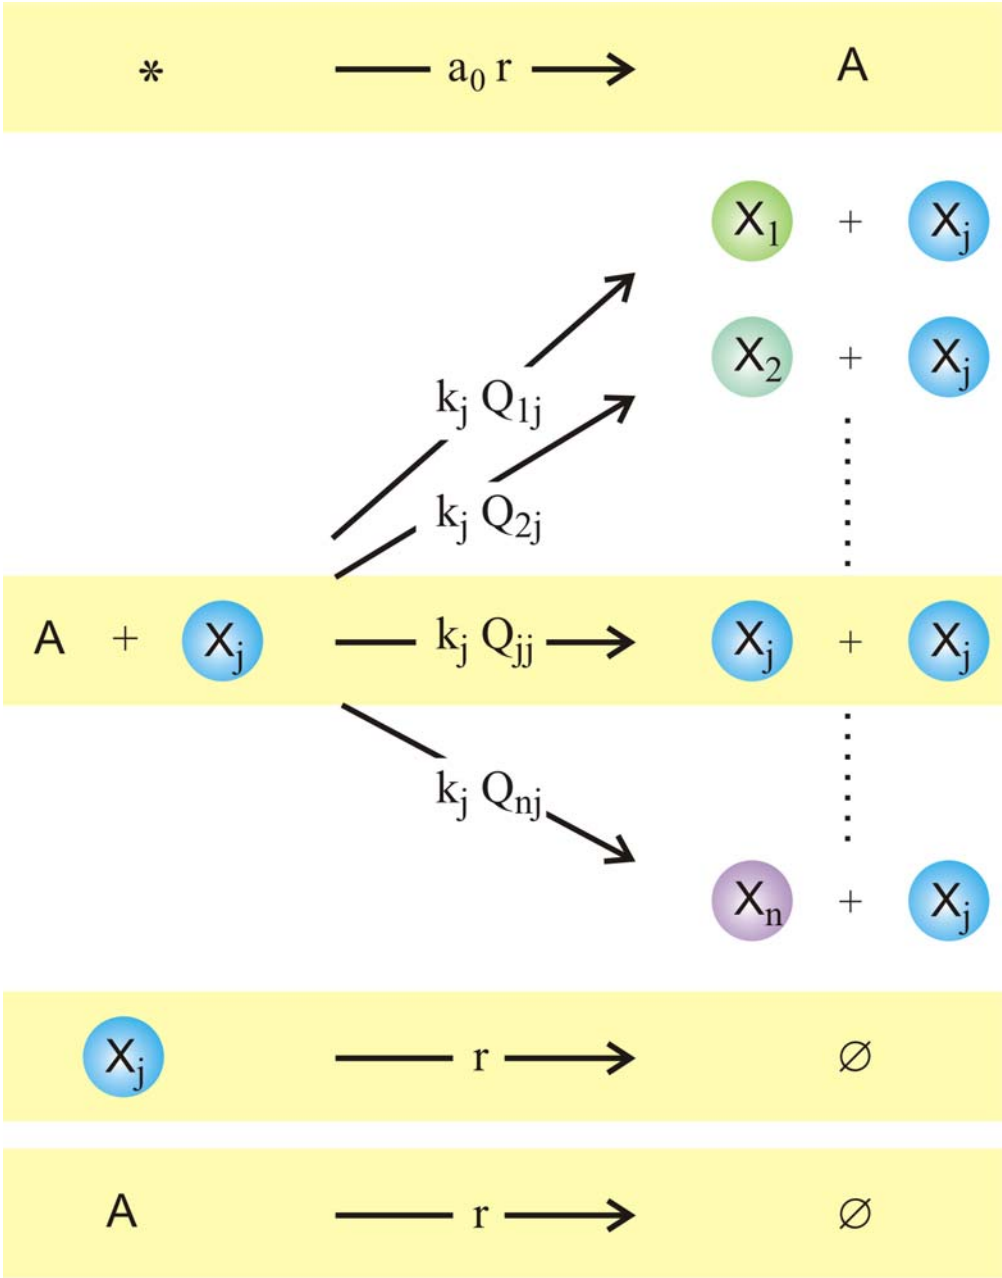 * a₀ r A
X₁ + Xⱼ
X₂ + Xⱼ
kⱼ Q₁ⱼ
kⱼ Q₂ⱼ
A + Xⱼ kⱼ Qⱼⱼ Xⱼ + Xⱼ
kⱼ Qₙⱼ
Xₙ + Xⱼ
Xⱼ r ∅
A r ∅